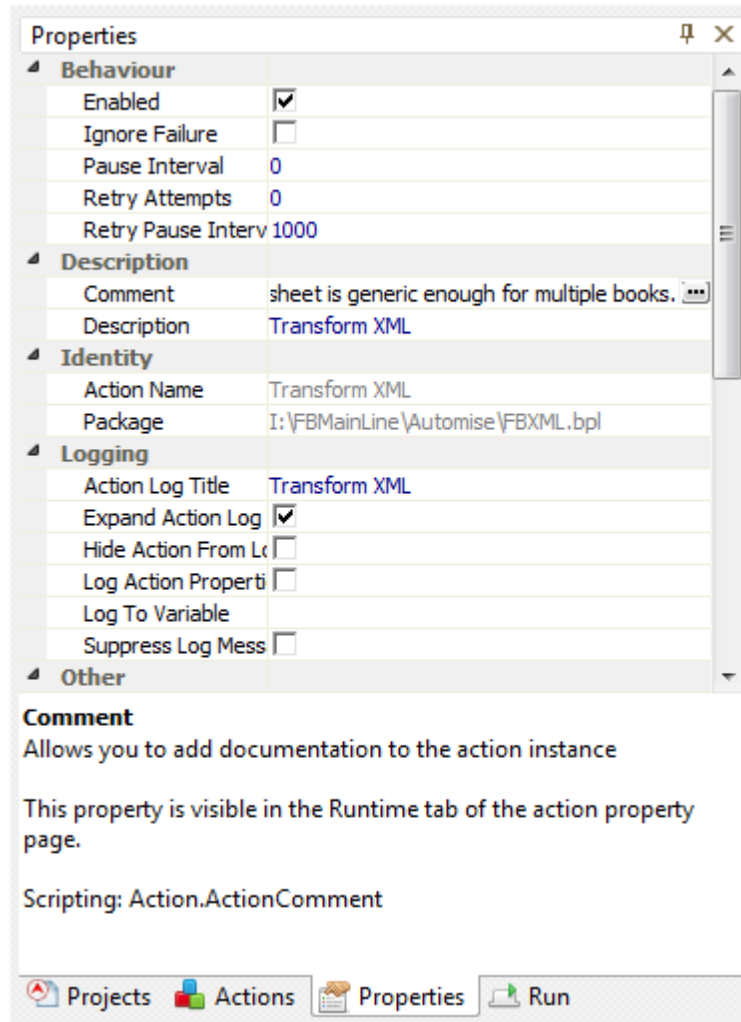 Properties
Behaviour
Enabled
Ignore Failure
Pause Interval 0
Retry Attempts 0
Retry Pause Interv 1000
Description
Comment sheet is generic enough for multiple books. ...
Description Transform XML
Identity
Action Name Transform XML
Package I:\FBMainLine\Automise\FBXML.bpl
Logging
Action Log Title Transform XML
Expand Action Log
Hide Action From Lo
Log Action Properti
Log To Variable
Suppress Log Mess
Other
Comment
Allows you to add documentation to the action instance
This property is visible in the Runtime tab of the action property
page.
Scripting: Action.ActionComment
Projects Actions Properties Run